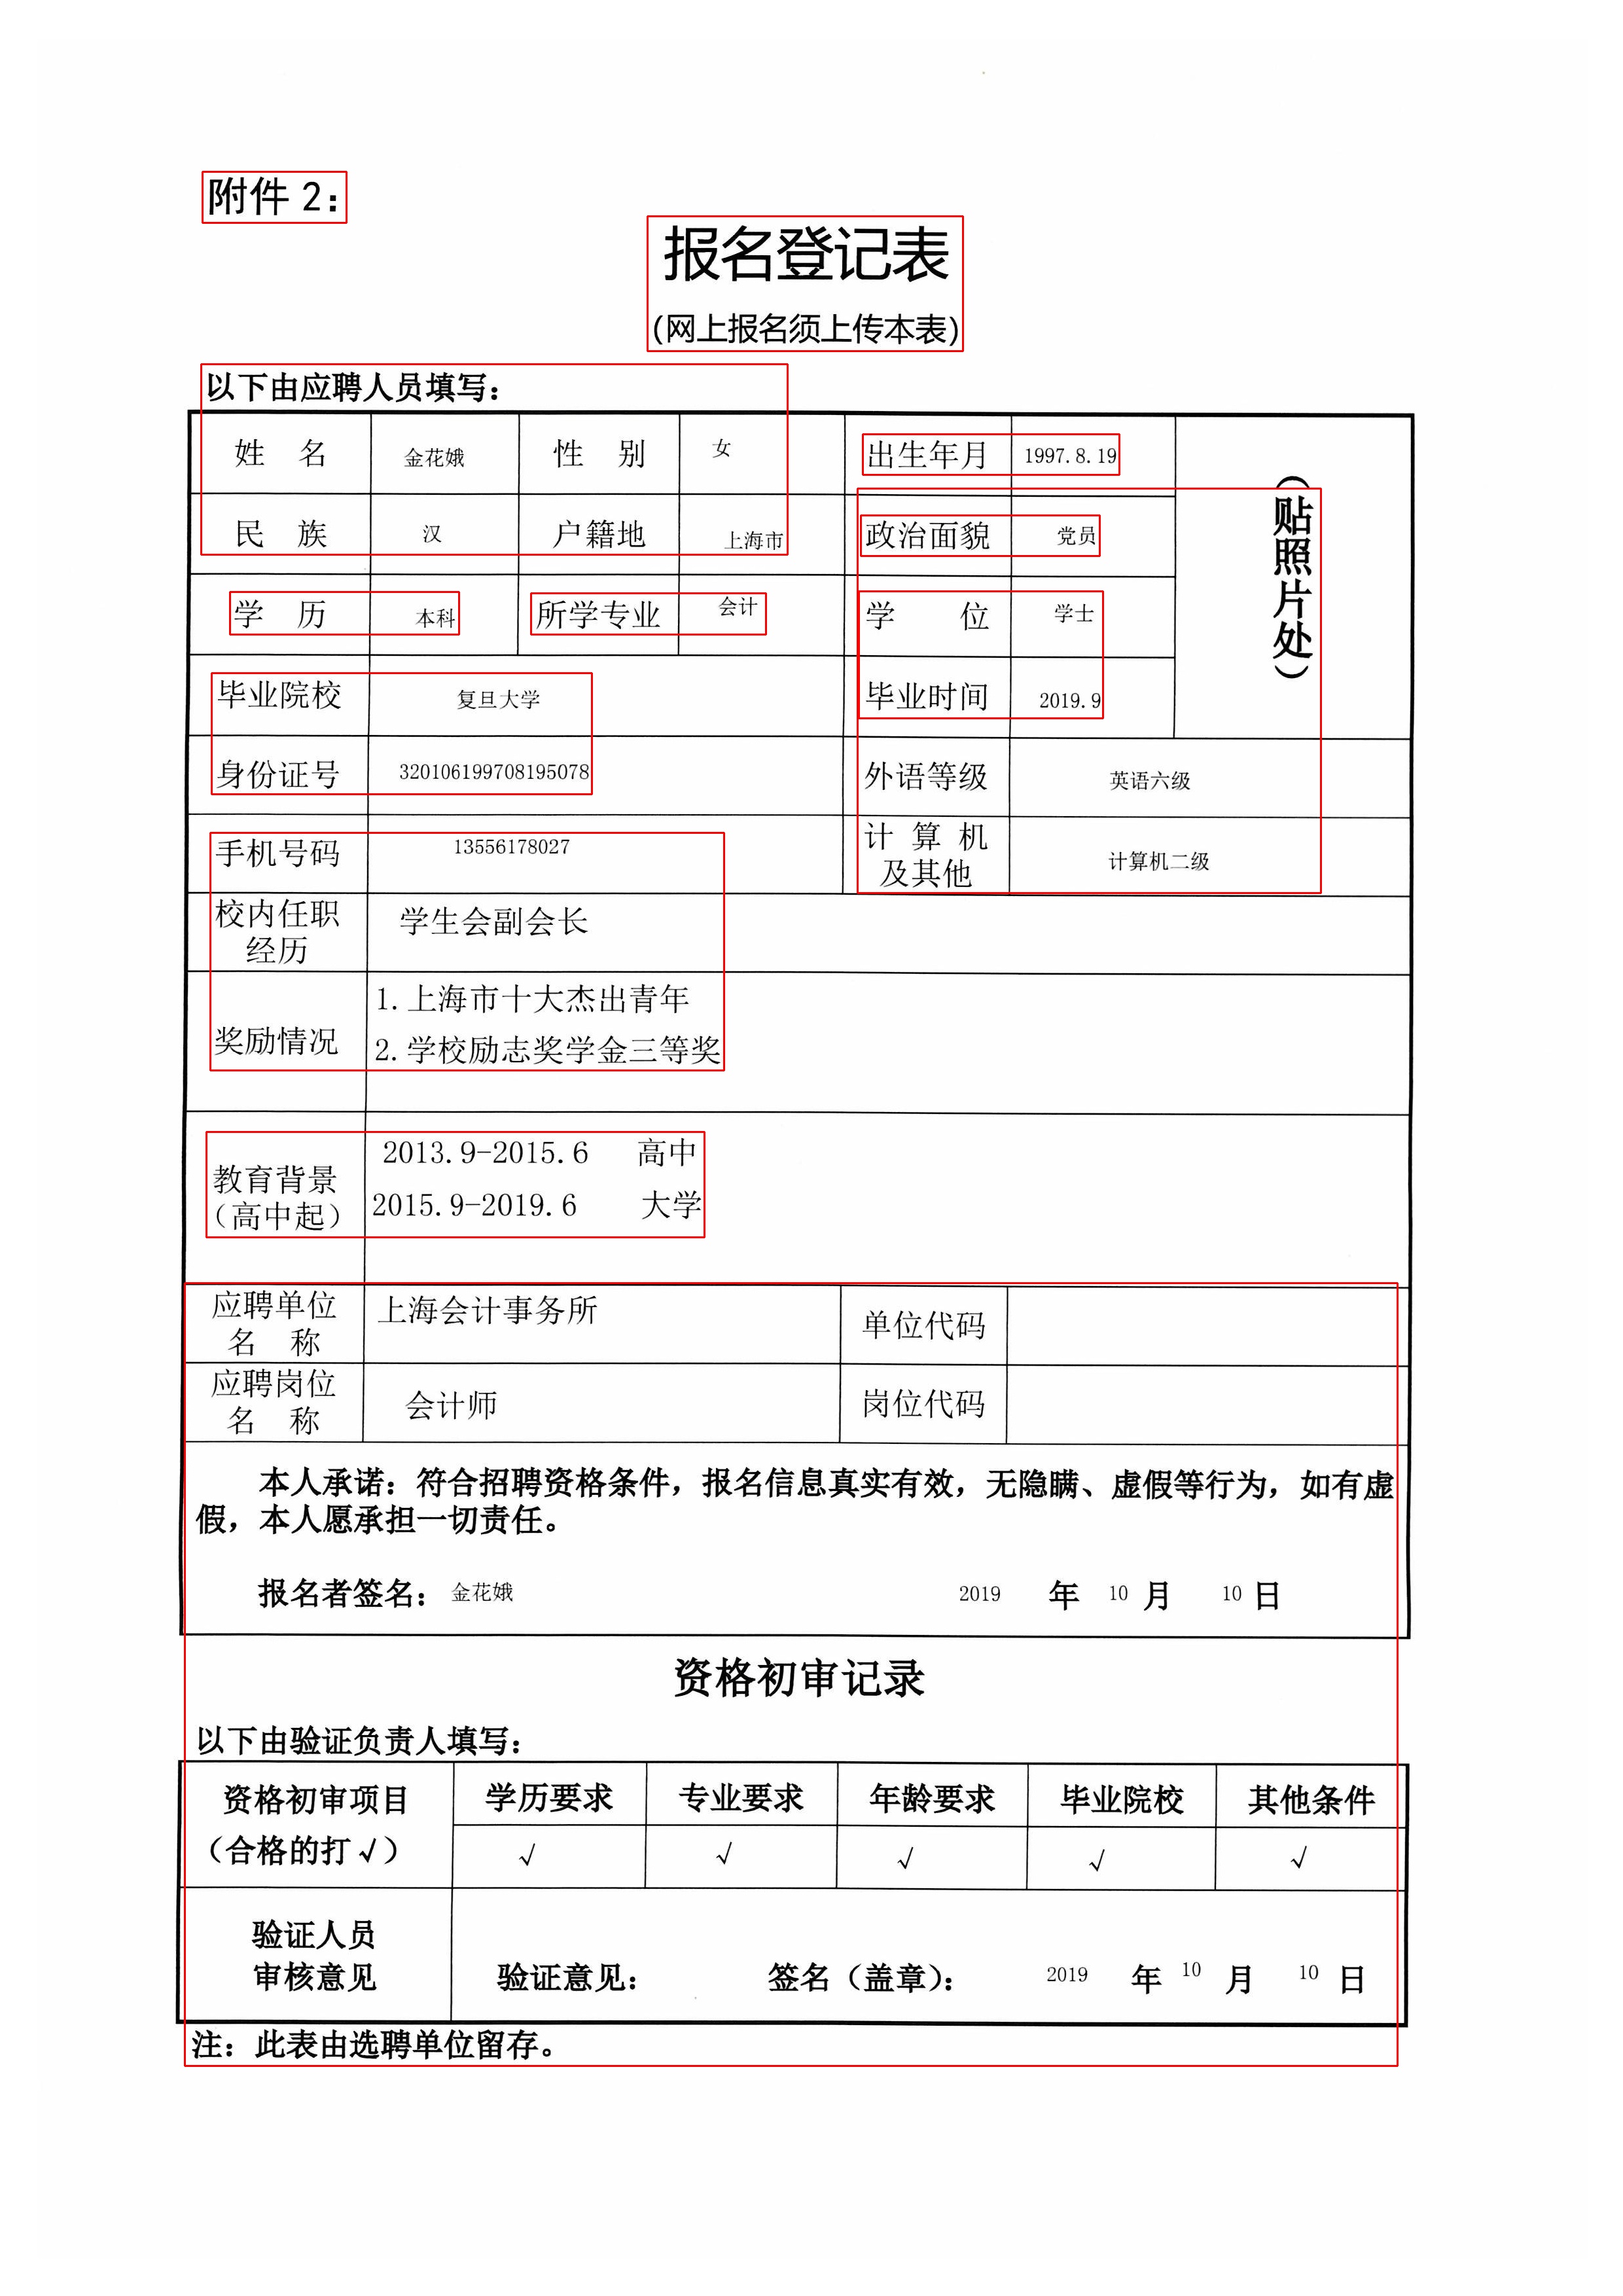 附件 2：
报名登记表
(网上报名须上传本表)
以下由应聘人员填写：
姓 名 金花娥 性 别 女 出生年月 1997.8.19
民 族 汉 户籍地 上海市 政治面貌 党员
（贴照片处）
学 历 本科 所学专业 会计 学 位 学士
毕业院校 复旦大学 毕业时间 2019.9
身份证号 320106199708195078 外语等级 英语六级
手机号码 13556178027 计 算 机
及其他 计算机二级
校内任职
经历 学生会副会长
奖励情况 1.上海市十大杰出青年
2.学校励志奖学金三等奖
教育背景
（高中起） 2013.9-2015.6 高中
2015.9-2019.6 大学
应聘单位
名 称 上海会计事务所 单位代码
应聘岗位
名 称 会计师 岗位代码
本人承诺：符合招聘资格条件，报名信息真实有效，无隐瞒、虚假等行为，如有虚
假，本人愿承担一切责任。
报名者签名：金花娥 2019 年 10 月 10 日
资格初审记录
以下由验证负责人填写：
资格初审项目 学历要求 专业要求 年龄要求 毕业院校 其他条件
（合格的打√） √ √ √ √ √
验证人员
审核意见 验证意见： 签名（盖章）： 2019 年 10 月 10 日
注：此表由选聘单位留存。